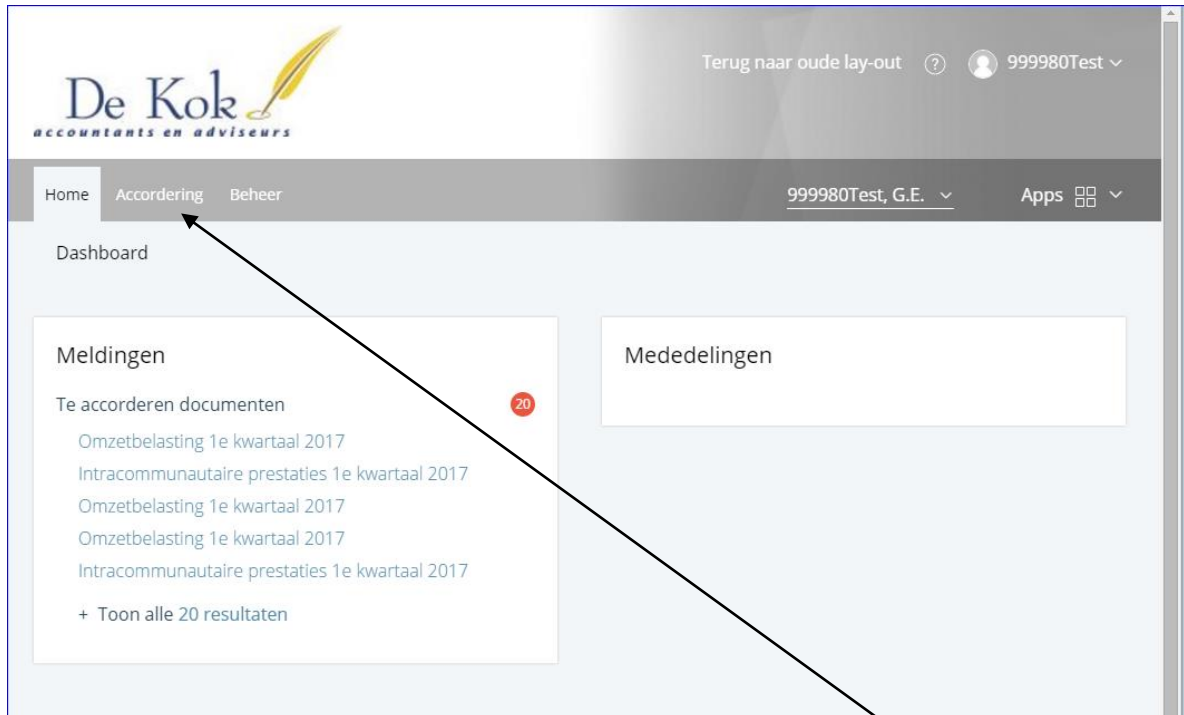 De Kok
accountants en adviseurs
Terug naar oude lay-out ? 999980Test
Home Accordering Beheer 999980Test, G.E. Apps
Dashboard
Meldingen
Te accorderen documenten 20
Omzetbelasting 1e kwartaal 2017
Intracommunautaire prestaties 1e kwartaal 2017
Omzetbelasting 1e kwartaal 2017
Omzetbelasting 1e kwartaal 2017
Intracommunautaire prestaties 1e kwartaal 2017
+ Toon alle 20 resultaten
Mededelingen